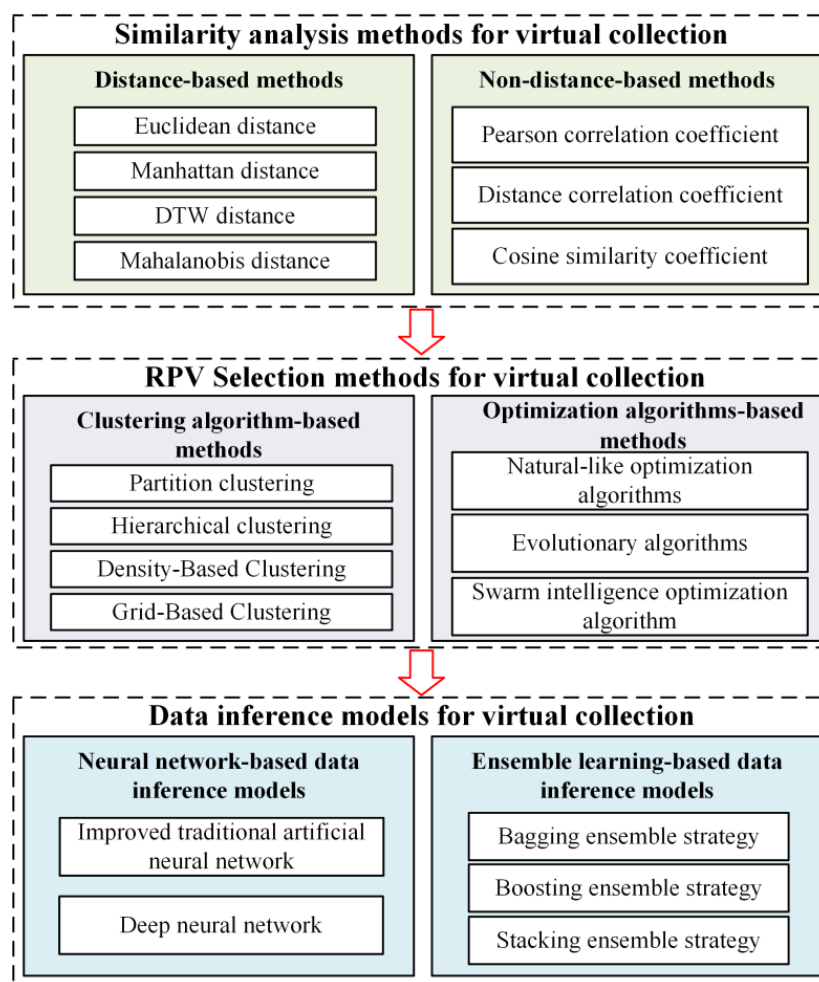 Similarity analysis methods for virtual collection
Distance-based methods
Euclidean distance
Manhattan distance
DTW distance
Mahalanobis distance
Non-distance-based methods
Pearson correlation coefficient
Distance correlation coefficient
Cosine similarity coefficient
RPV Selection methods for virtual collection
Clustering algorithm-based
methods
Partition clustering
Hierarchical clustering
Density-Based Clustering
Grid-Based Clustering
Optimization algorithms-based
methods
Natural-like optimization
algorithms
Evolutionary algorithms
Swarm intelligence optimization
algorithm
Data inference models for virtual collection
Neural network-based data
inference models
Improved traditional artificial
neural network
Deep neural network
Ensemble learning-based data
inference models
Bagging ensemble strategy
Boosting ensemble strategy
Stacking ensemble strategy